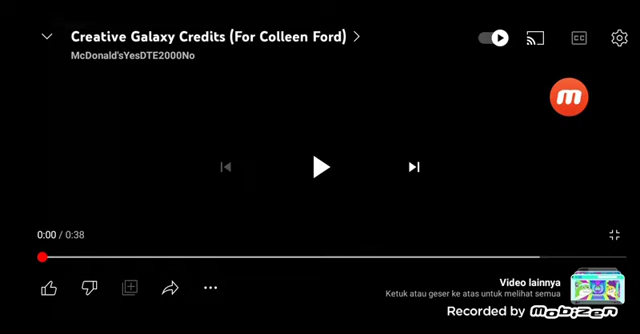 Creative Galaxy Credits (For Colleen Ford)
McDonald'sYesDTE2000No
CC
m
0:00 / 0:38
Video lainnya
Ketuk atau geser ke atas untuk melihat semua
Recorded by Mobizen